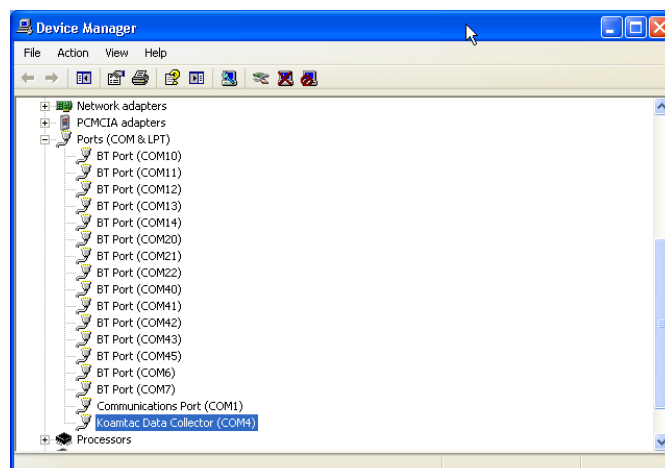 Device Manager
File Action View Help
Network adapters
PCMCIA adapters
Ports (COM & LPT)
BT Port (COM10)
BT Port (COM11)
BT Port (COM12)
BT Port (COM13)
BT Port (COM14)
BT Port (COM20)
BT Port (COM21)
BT Port (COM22)
BT Port (COM40)
BT Port (COM41)
BT Port (COM42)
BT Port (COM43)
BT Port (COM45)
BT Port (COM6)
BT Port (COM7)
Communications Port (COM1)
Koamtac Data Collector (COM4)
Processors